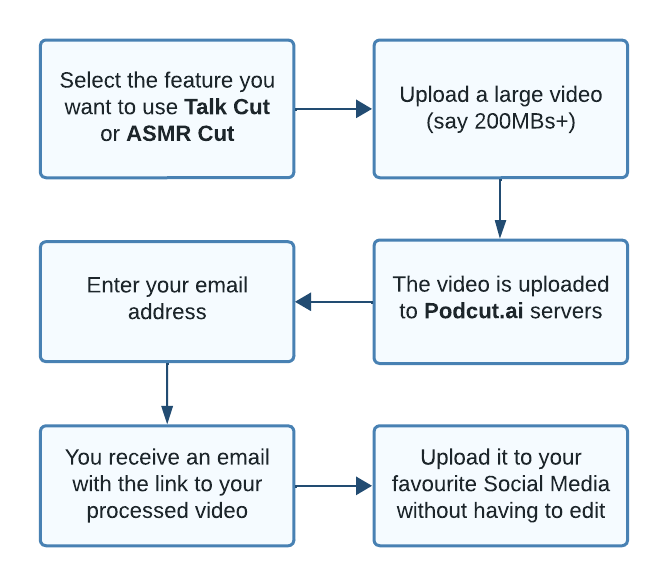 Select the feature you
want to use Talk Cut
or ASMR Cut
Upload a large video
(say 200MBs+)
The video is uploaded
to Podcut.ai servers
Enter your email
address
You receive an email
with the link to your
processed video
Upload it to your
favourite Social Media
without having to edit